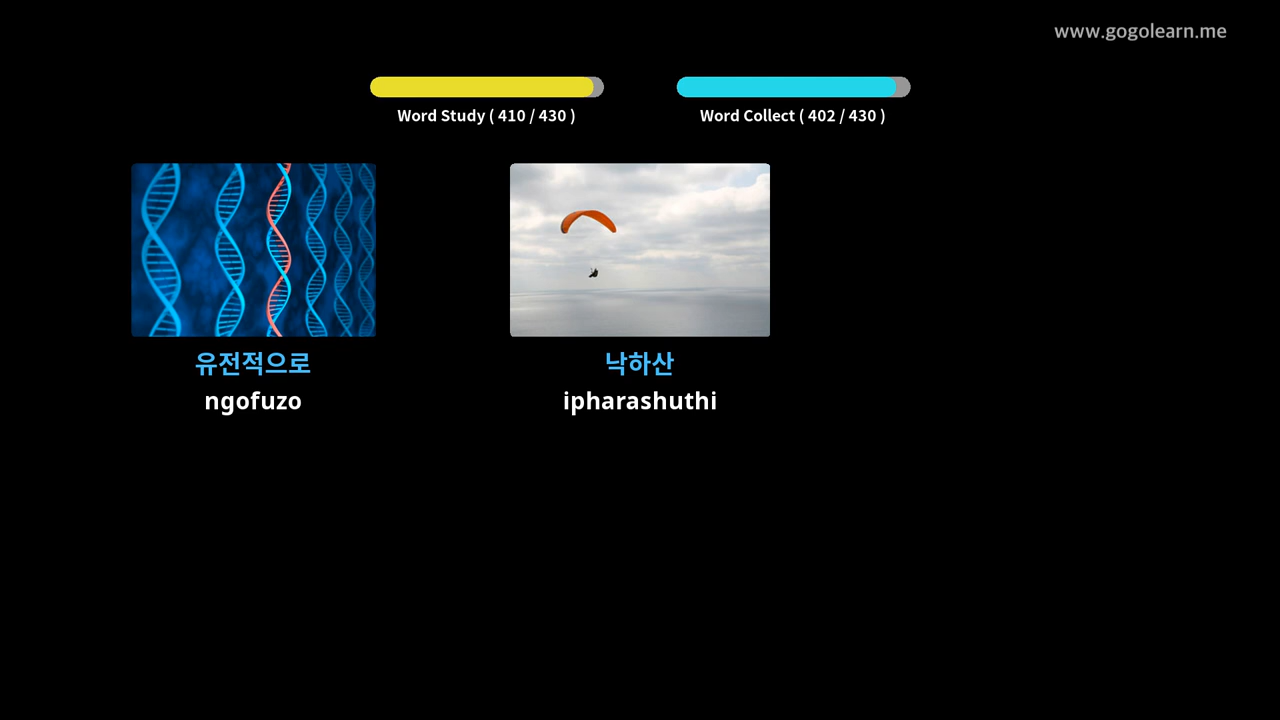 www.gogolearn.me
Word Study ( 410 / 430 )
Word Collect ( 402 / 430 )
유전적으로
ngofuzo
낙하산
ipharashuthi